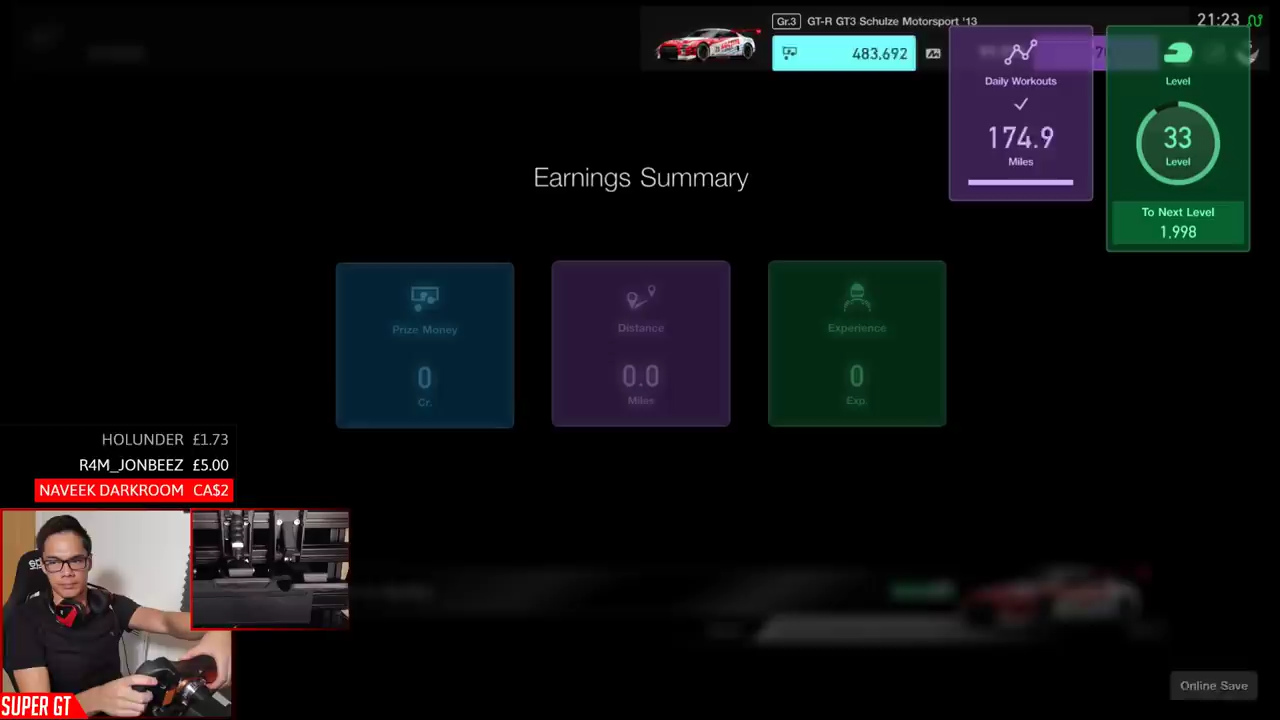 Gr.3 GT-R GT3 Schulze Motorsport '13
21:23
483,692
Daily Workouts
174.9
Miles
Level
33
Level
To Next Level
1,998
Earnings Summary
Prize Money
0
Cr.
Distance
0.0
Miles
Experience
0
Exp.
HOLUNDER £1.73
R4M_JONBEEZ £5.00
NAVEEK DARKROOM CA$2
SUPER GT
Online Save